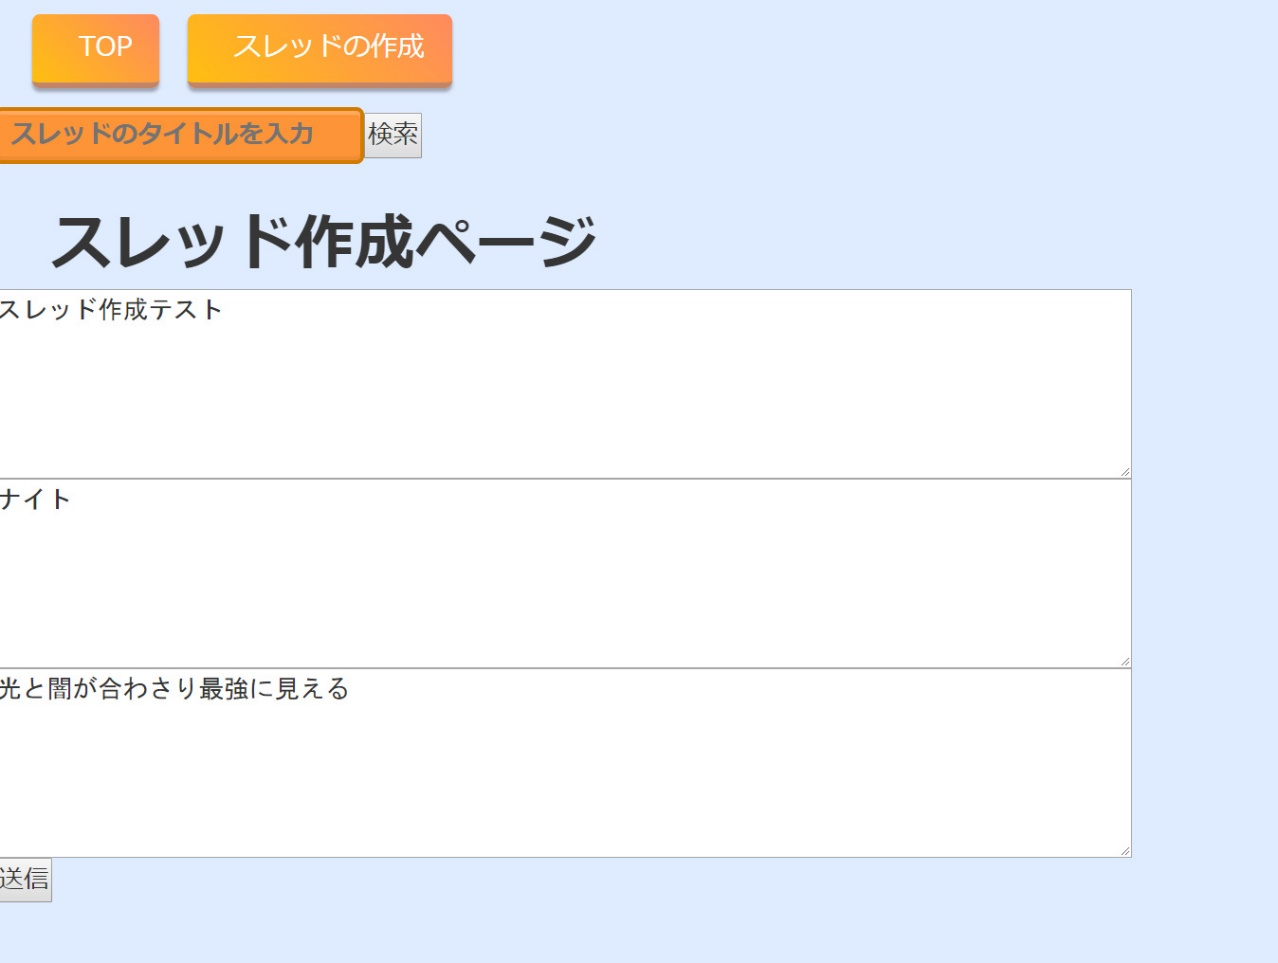 TOP
スレッドの作成
スレッドのタイトルを入力
検索
スレッド作成ページ
スレッド作成テスト
ナイト
光と闇が合わさり最強に見える
送信